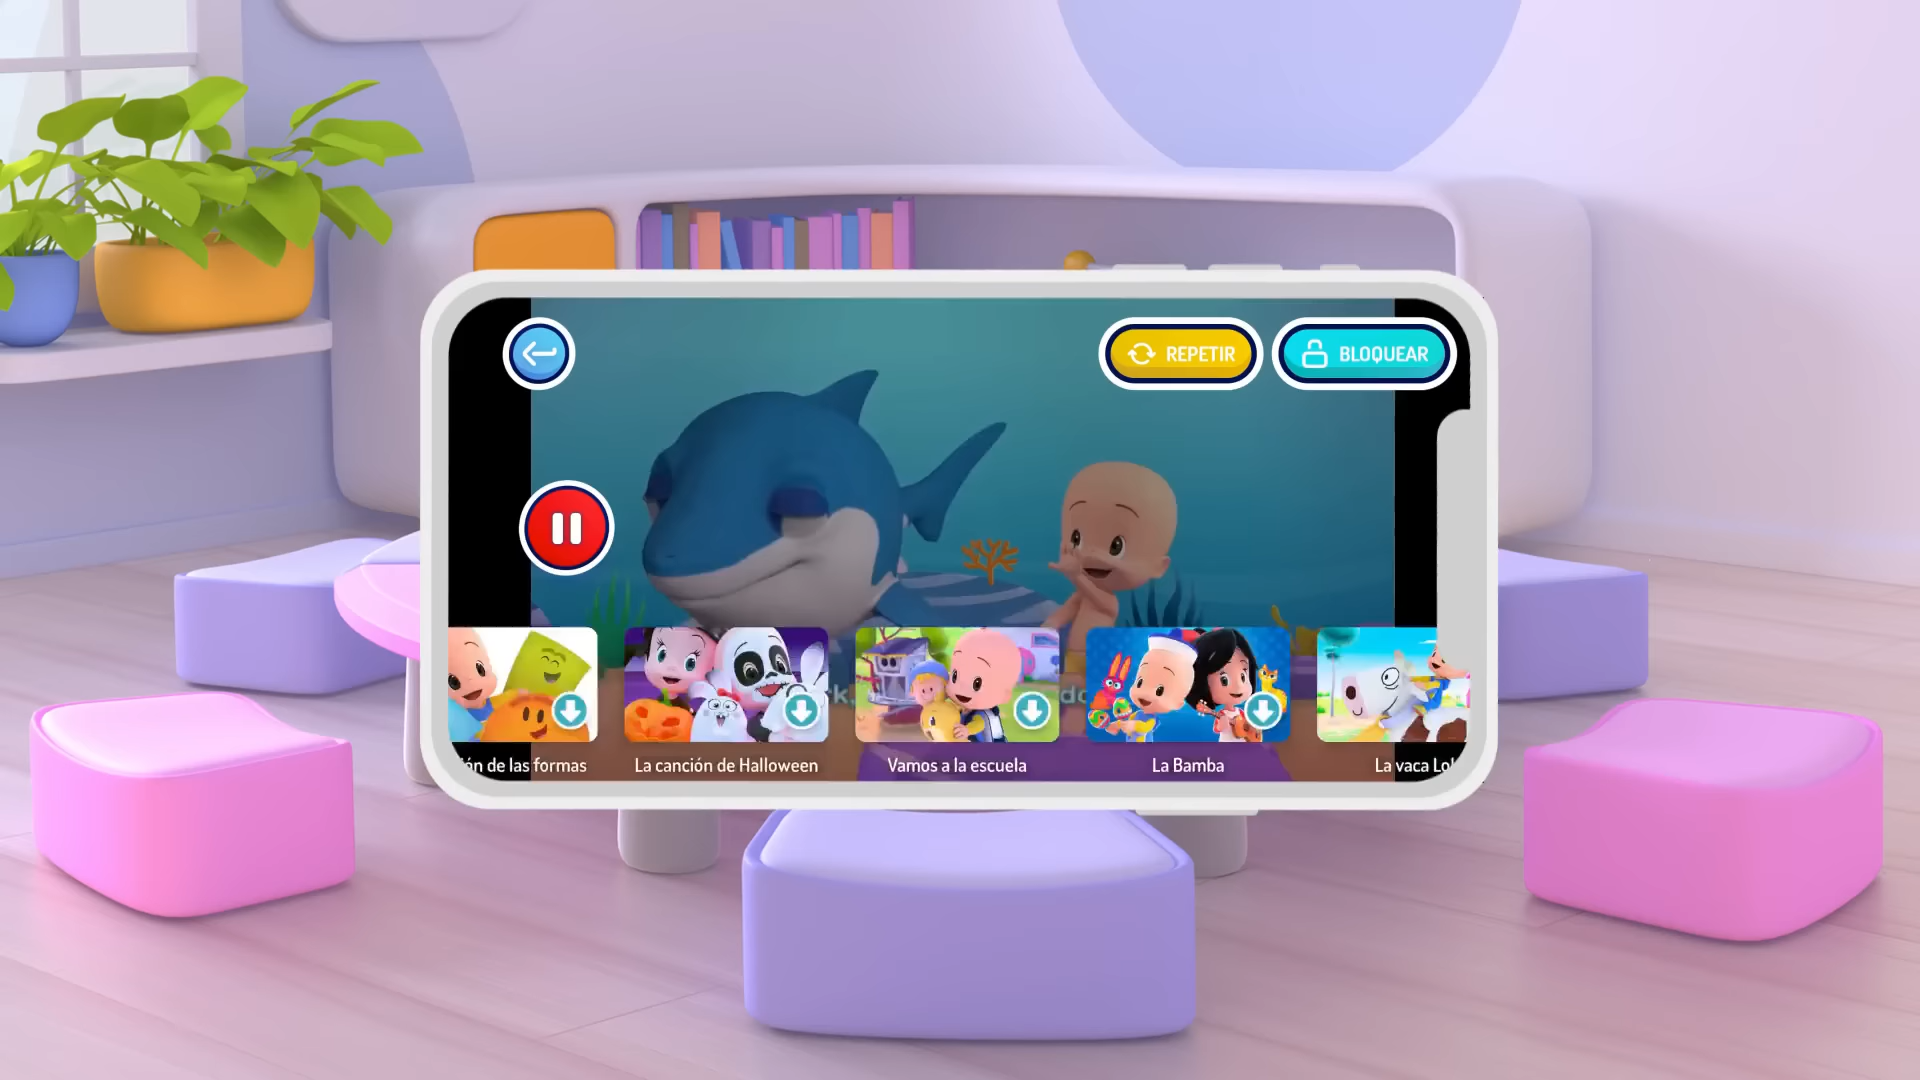 REPETIR
BLOQUEAR
de las formas
La canción de Halloween
Vamos a la escuela
La Bamba
La vaca